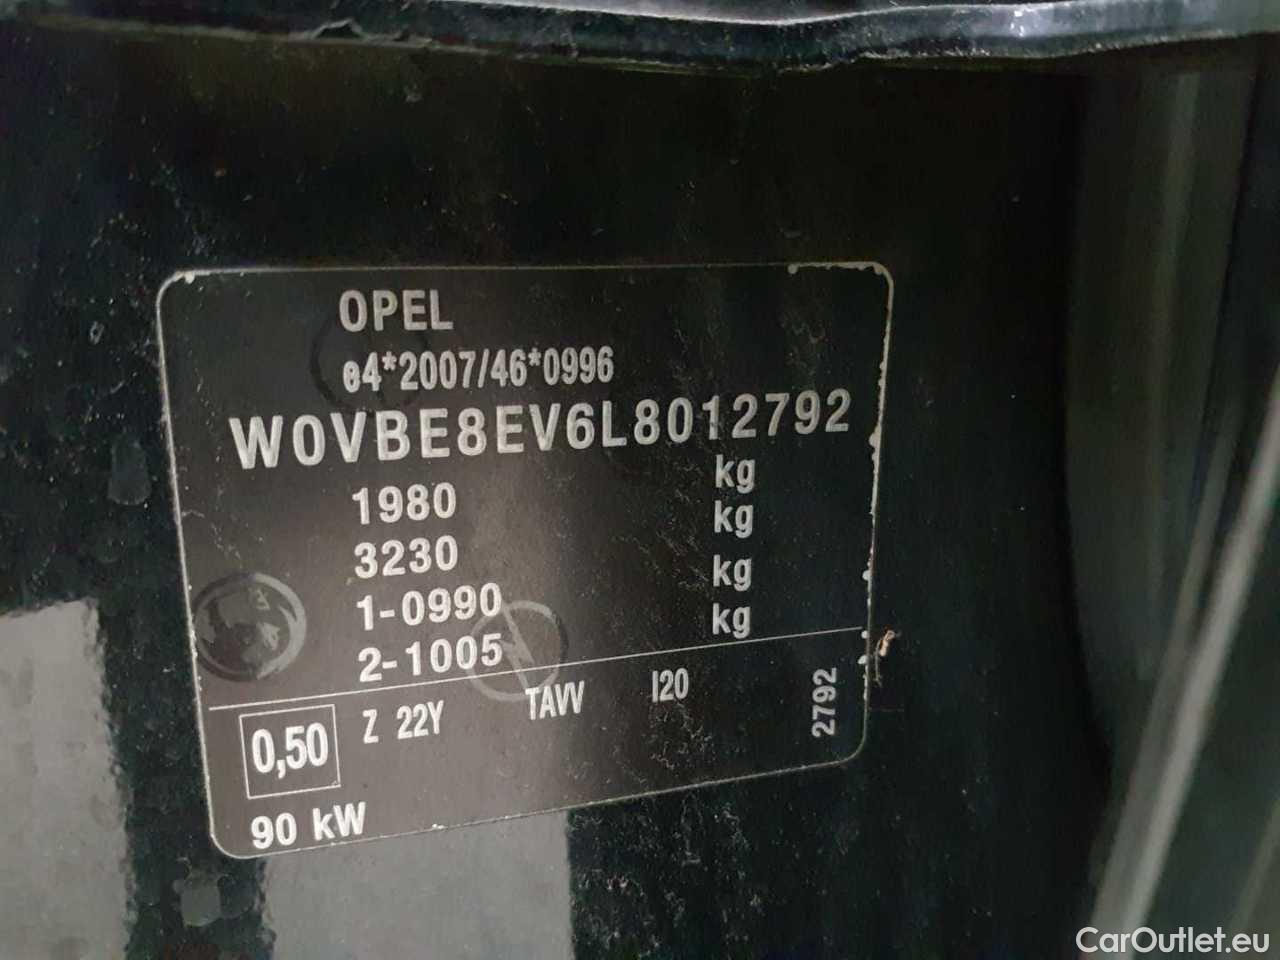 OPEL
e4*2007/46*0996
W0VBE8EV6L8012792
1980 kg
3230 kg
1-0990 kg
2-1005 kg
0,50 Z 22Y TAVV I20 2792
90 kW
CarOutlet.eu